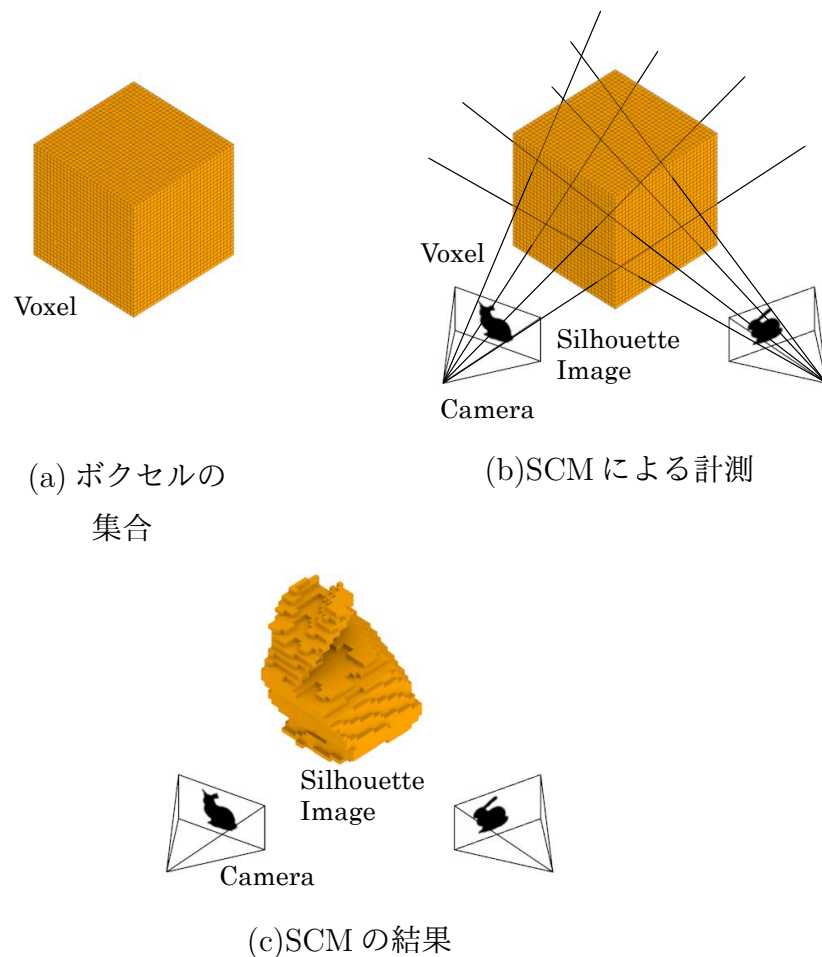 Voxel
(a) ボクセルの
集合
Voxel
Silhouette
Image
Camera
(b)SCM による計測
Silhouette
Image
Camera
(c)SCM の結果